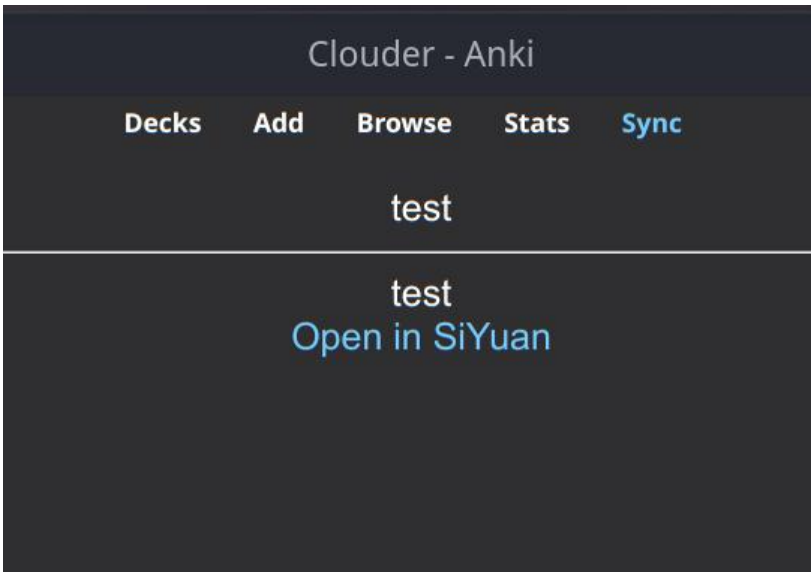 Clouder - Anki
Decks Add Browse Stats Sync
test
test
Open in SiYuan